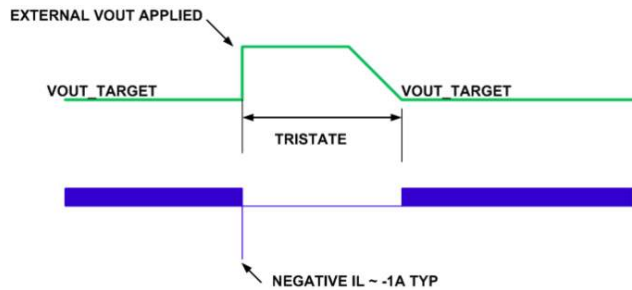 EXTERNAL VOUT APPLIED
VOUT_TARGET
VOUT_TARGET
TRISTATE
NEGATIVE IL ~ -1A TYP